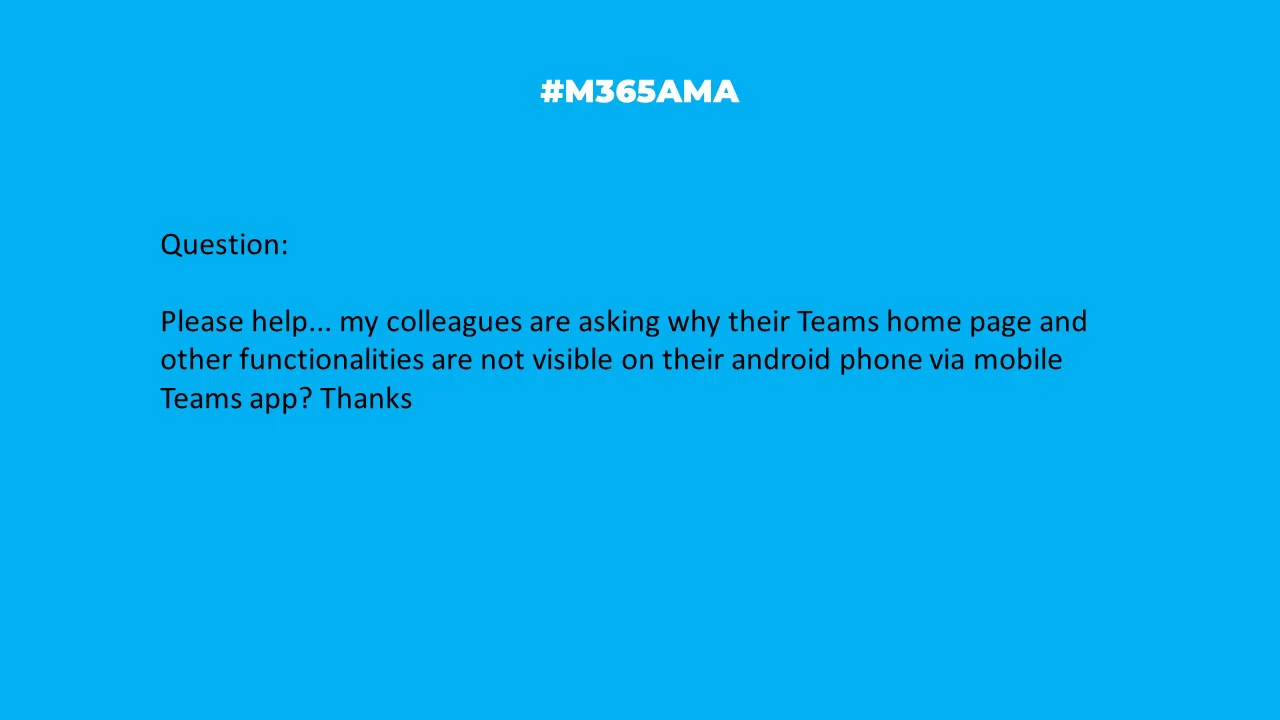 #M365AMA
Question:
Please help... my colleagues are asking why their Teams home page and
other functionalities are not visible on their android phone via mobile
Teams app? Thanks